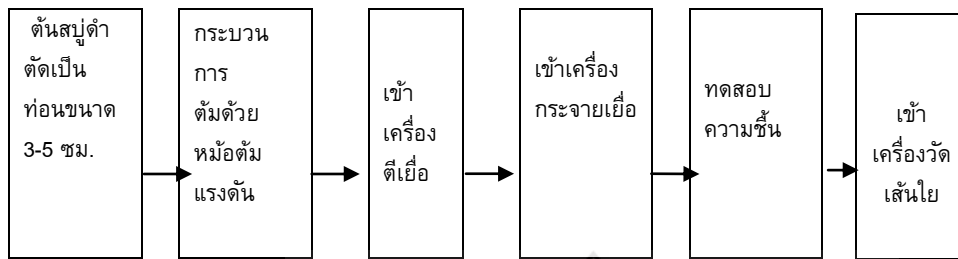 ต้นสบู่ดำ
ตัดเป็น
ท่อนขนาด
3-5 ซม.
กระบวน
การ
ต้มด้วย
หม้อต้ม
แรงดัน
เข้า
เครื่อง
ตีเยื่อ
เข้าเครื่อง
กระจายเยื่อ
ทดสอบ
ความชื้น
เข้า
เครื่องวัด
เส้นใย